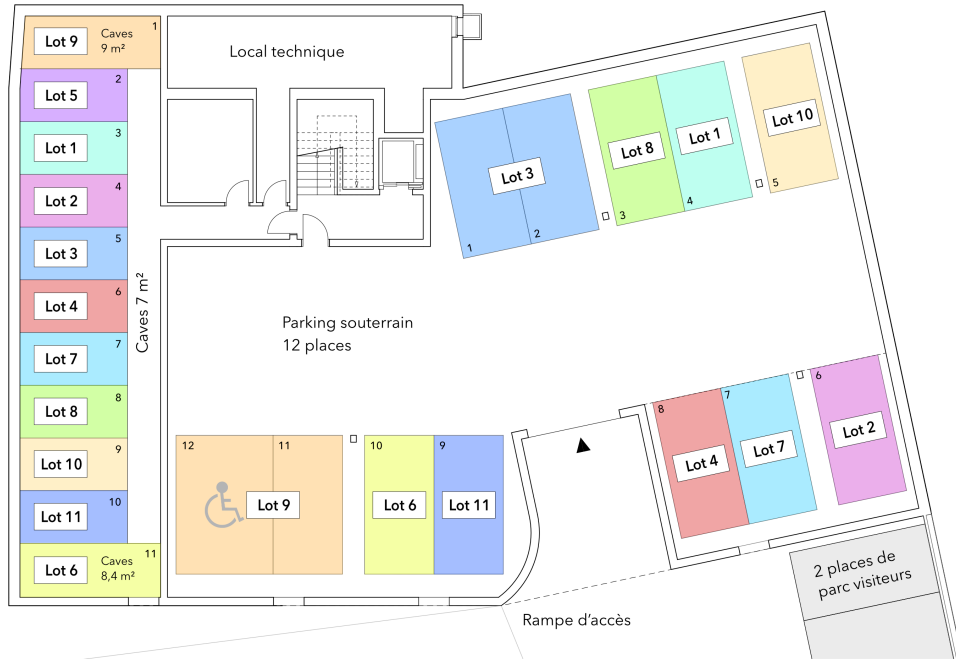 1
Lot 9
Caves
9 m²
2
Lot 5
3
Lot 1
4
Lot 2
5
Lot 3
6
Lot 4
7
Lot 7
8
Lot 8
9
Lot 10
10
Lot 11
11
Lot 6
Caves
8,4 m²
Caves 7 m²
Local technique
Lot 3
1
2
Lot 8
3
Lot 1
4
Lot 10
5
Parking souterrain
12 places
6
Lot 2
7
Lot 7
8
Lot 4
12
11
Lot 9
10
Lot 6
9
Lot 11
2 places de
parc visiteurs
Rampe d’accès